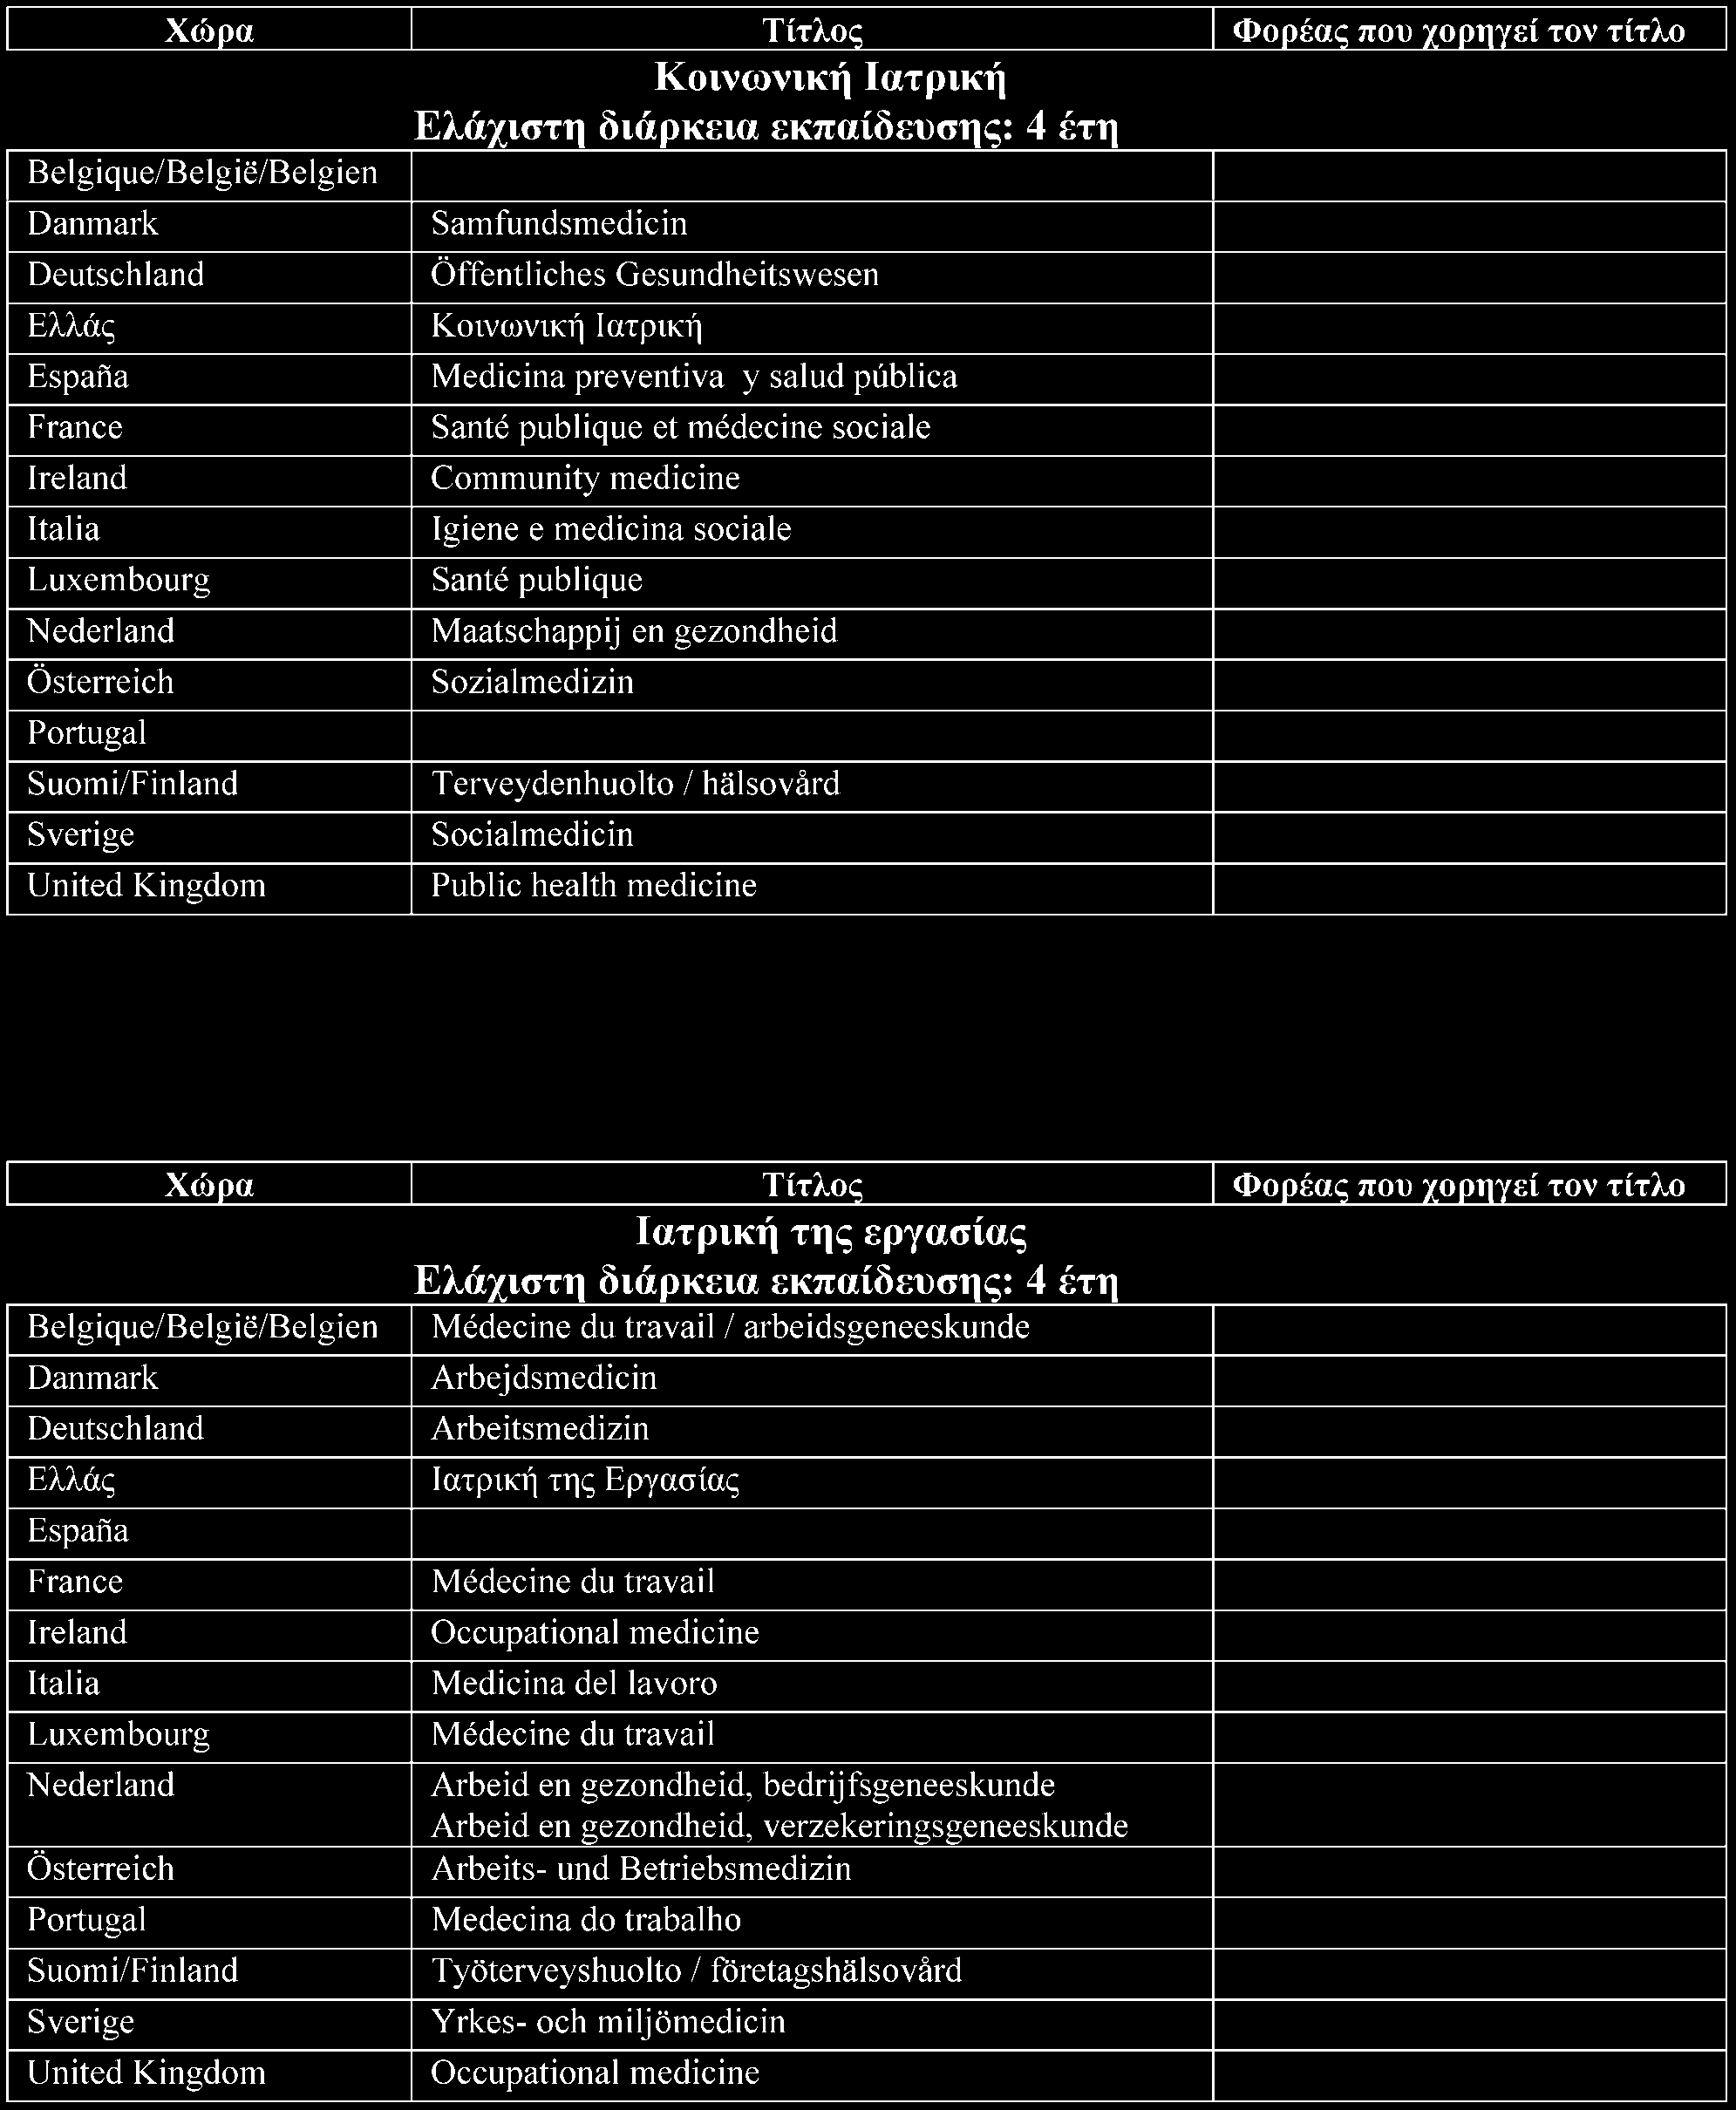 Χώρα Τίτλος Φορέας που χορηγεί τον τίτλο
Κοινωνική Ιατρική
Ελάχιστη διάρκεια εκπαίδευσης: 4 έτη
Belgique/België/Belgien
Danmark Samfundsmedicin
Deutschland Öffentliches Gesundheitswesen
Ελλάς Κοινωνική Ιατρική
España Medicina preventiva y salud pública
France Santé publique et médecine sociale
Ireland Community medicine
Italia Igiene e medicina sociale
Luxembourg Santé publique
Nederland Maatschappij en gezondheid
Österreich Sozialmedizin
Portugal
Suomi/Finland Terveydenhuolto / hälsovård
Sverige Socialmedicin
United Kingdom Public health medicine
Χώρα Τίτλος Φορέας που χορηγεί τον τίτλο
Ιατρική της εργασίας
Ελάχιστη διάρκεια εκπαίδευσης: 4 έτη
Belgique/België/Belgien Médecine du travail / arbeidsgeneeskunde
Danmark Arbejdsmedicin
Deutschland Arbeitsmedizin
Ελλάς Ιατρική της Εργασίας
España
France Médecine du travail
Ireland Occupational medicine
Italia Medicina del lavoro
Luxembourg Médecine du travail
Nederland Arbeid en gezondheid, bedrijfsgeneeskunde
Arbeid en gezondheid, verzekeringsgeneeskunde
Österreich Arbeits- und Betriebsmedizin
Portugal Medecina do trabalho
Suomi/Finland Työterveyshuolto / företagshälsovård
Sverige Yrkes- och miljömedicin
United Kingdom Occupational medicine